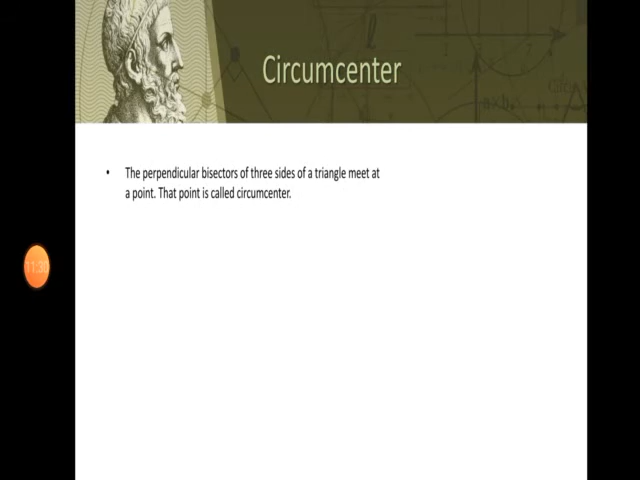 Circumcenter
• The perpendicular bisectors of three sides of a triangle meet at
a point. That point is called circumcenter.